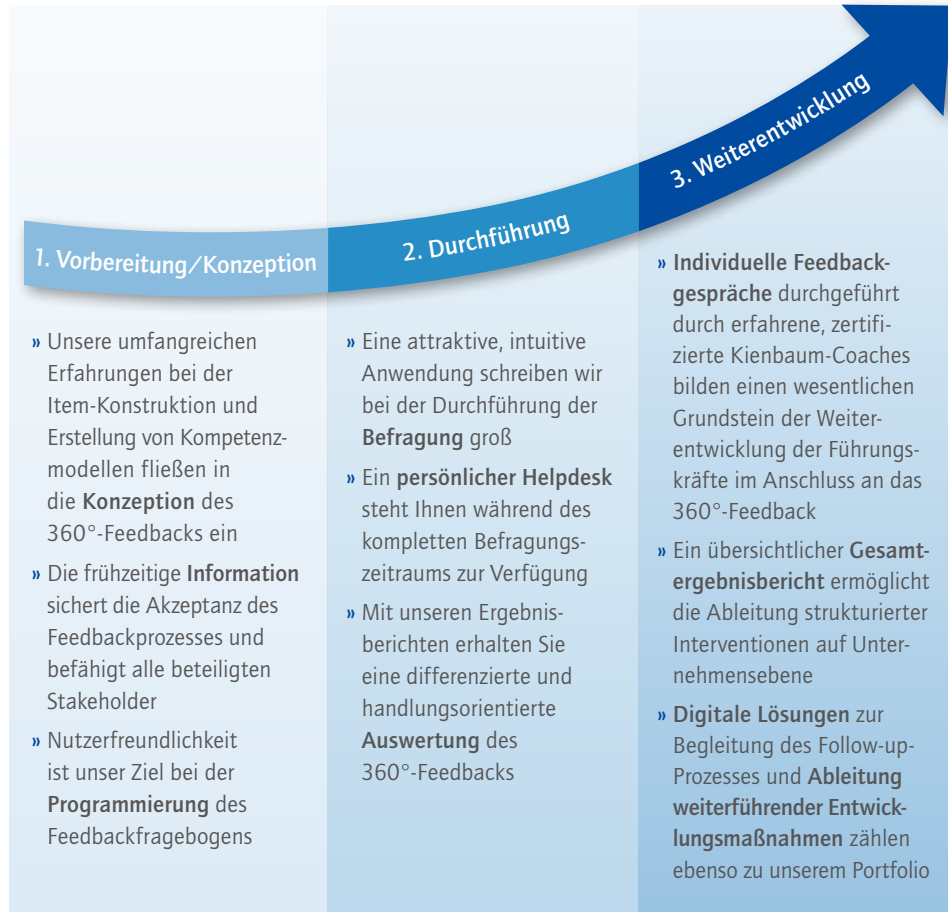 1. Vorbereitung/Konzeption
» Unsere umfangreichen
Erfahrungen bei der
Item-Konstruktion und
Erstellung von Kompetenz-
modellen fließen in
die Konzeption des
360°-Feedbacks ein
» Die frühzeitige Information
sichert die Akzeptanz des
Feedbackprozesses und
befähigt alle beteiligten
Stakeholder
» Nutzerfreundlichkeit
ist unser Ziel bei der
Programmierung des
Feedbackfragebogens
2. Durchführung
» Eine attraktive, intuitive
Anwendung schreiben wir
bei der Durchführung der
Befragung groß
» Ein persönlicher Helpdesk
steht Ihnen während des
kompletten Befragungs-
zeitraums zur Verfügung
» Mit unseren Ergebnis-
berichten erhalten Sie
eine differenzierte und
handlungsorientierte
Auswertung des
360°-Feedbacks
3. Weiterentwicklung
» Individuelle Feedback-
gespräche durchgeführt
durch erfahrene, zertifi-
zierte Kienbaum-Coaches
bilden einen wesentlichen
Grundstein der Weiter-
entwicklung der Führungs-
kräfte im Anschluss an das
360°-Feedback
» Ein übersichtlicher Gesamt-
ergebnisbericht ermöglicht
die Ableitung strukturierter
Interventionen auf Unter-
nehmensebene
» Digitale Lösungen zur
Begleitung des Follow-up-
Prozesses und Ableitung
weiterführender Entwick-
lungsmaßnahmen zählen
ebenso zu unserem Portfolio